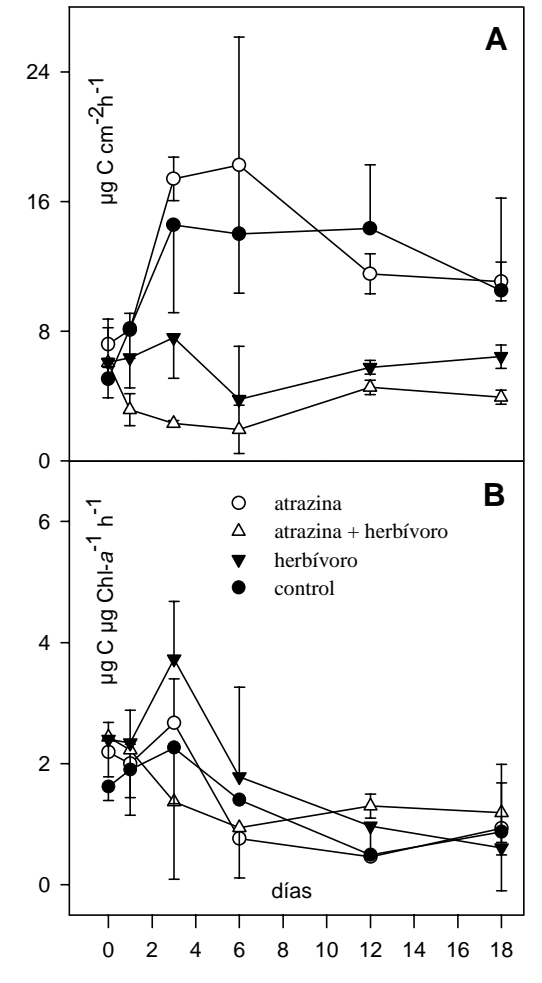 A
µg C cm-2h-1
24
16
8
0
B
µg C µg Chl-a-1 h-1
6
4
2
0
atrazina
atrazina + herbívoro
herbívoro
control
días
0 2 4 6 8 10 12 14 16 18